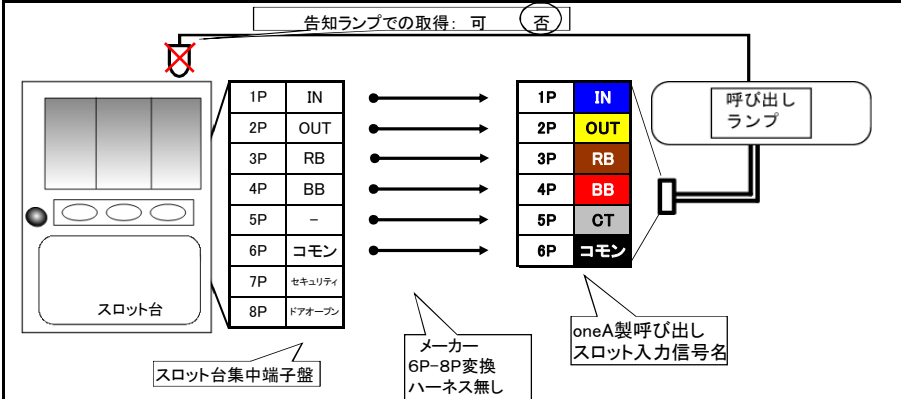 告知ランプでの取得: 可 否
1P IN
2P OUT
3P RB
4P BB
5P －
6P コモン
7P セキュリティ
8P ドアオープン
1P IN
2P OUT
3P RB
4P BB
5P CT
6P コモン
呼び出し
ランプ
スロット台
スロット台集中端子盤
メーカー
6P-8P変換
ハーネス無し
oneA製呼び出し
スロット入力信号名